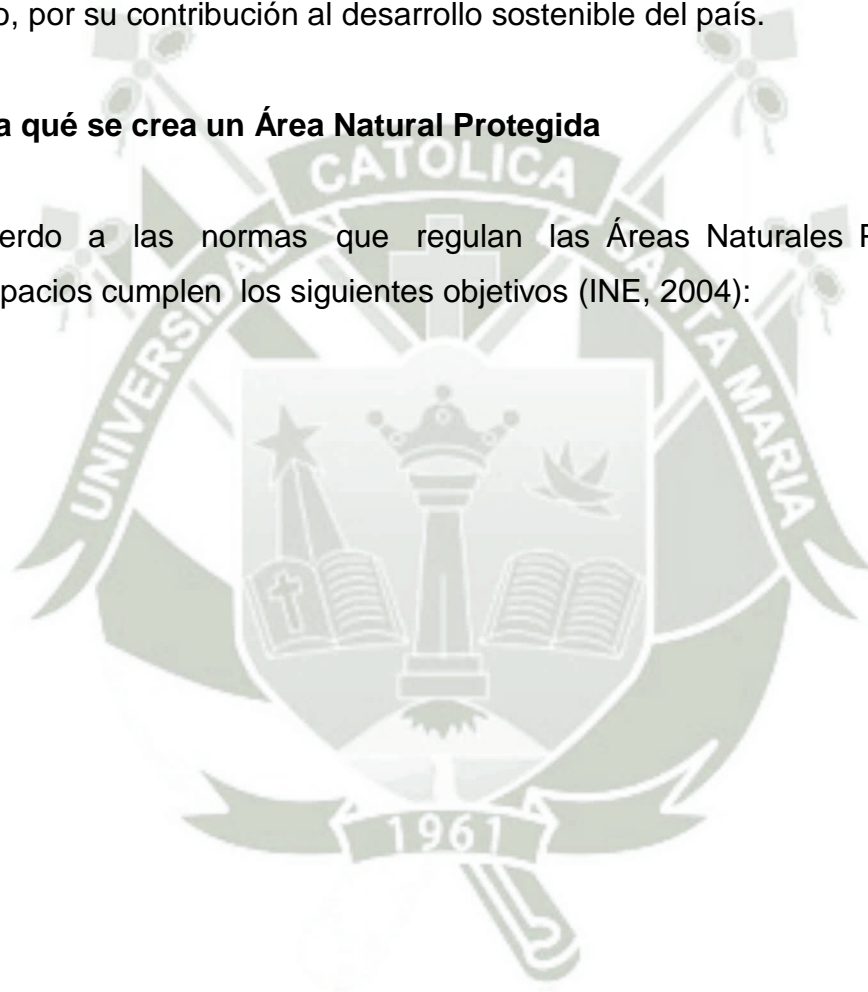 o, por su contribución al desarrollo sostenible del país.
a qué se crea un Área Natural Protegida
CATOLICA
erdo a las normas que regulan las Áreas Naturales
UNIVERSIDAD
SANTA MARIA
pacios cumplen los siguientes objetivos (INE, 2004):
1961